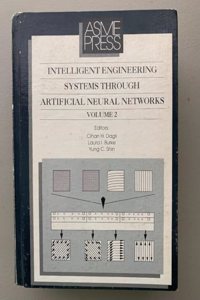 ASME
PRESS
INTELLIGENT ENGINEERING
SYSTEMS THROUGH
ARTIFICIAL NEURAL NETWORKS
VOLUME 2
Editors
Cihan H. Dagli
Laura I. Burke
Yung C. Shin